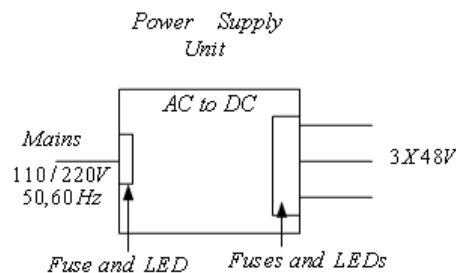 Power Supply
Unit
AC to DC
Mains
110/220V
50,60Hz
3X48V
Fuse and LED
Fuses and LEDs